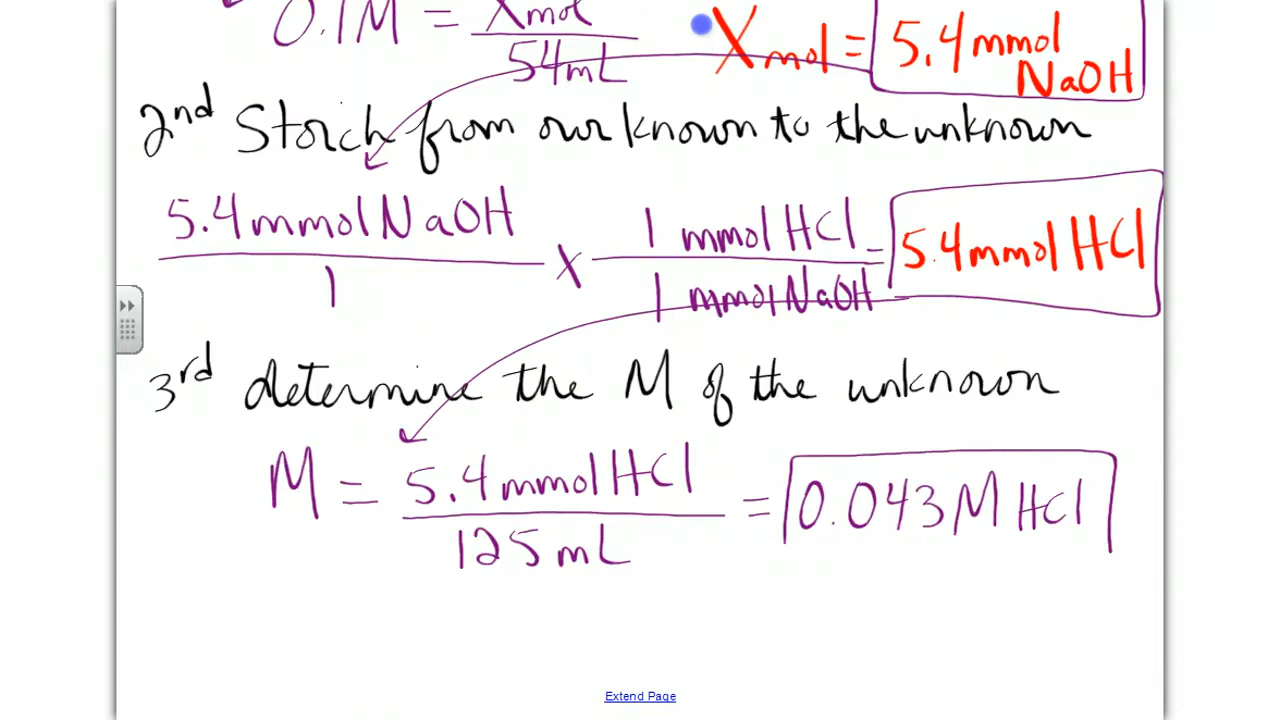 0.1M = Xmol / 54mL Xmol = 5.4mmol NaOH
2nd Storch from our known to the unknown
5.4mmol NaOH / 1 x 1 mmol HCl / 1 mmol NaOH = 5.4mmol HCl
3rd determine the M of the unknown
M = 5.4mmol HCl / 125mL = 0.043M HCl
Extend Page